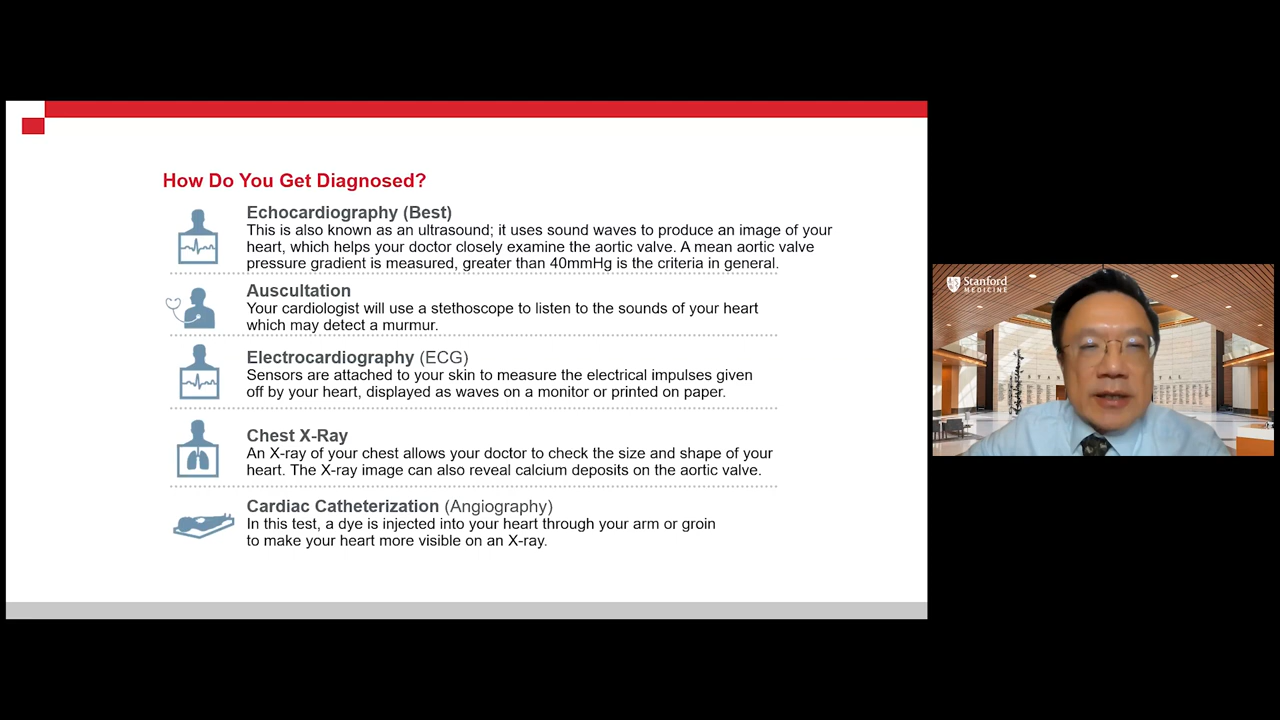 How Do You Get Diagnosed?
Echocardiography (Best)
This is also known as an ultrasound; it uses sound waves to produce an image of your
heart, which helps your doctor closely examine the aortic valve. A mean aortic valve
pressure gradient is measured, greater than 40mmHg is the criteria in general.
Auscultation
Your cardiologist will use a stethoscope to listen to the sounds of your heart
which may detect a murmur.
Electrocardiography (ECG)
Sensors are attached to your skin to measure the electrical impulses given
off by your heart, displayed as waves on a monitor or printed on paper.
Chest X-Ray
An X-ray of your chest allows your doctor to check the size and shape of your
heart. The X-ray image can also reveal calcium deposits on the aortic valve.
Cardiac Catheterization (Angiography)
In this test, a dye is injected into your heart through your arm or groin
to make your heart more visible on an X-ray.
Stanford
MEDICINE